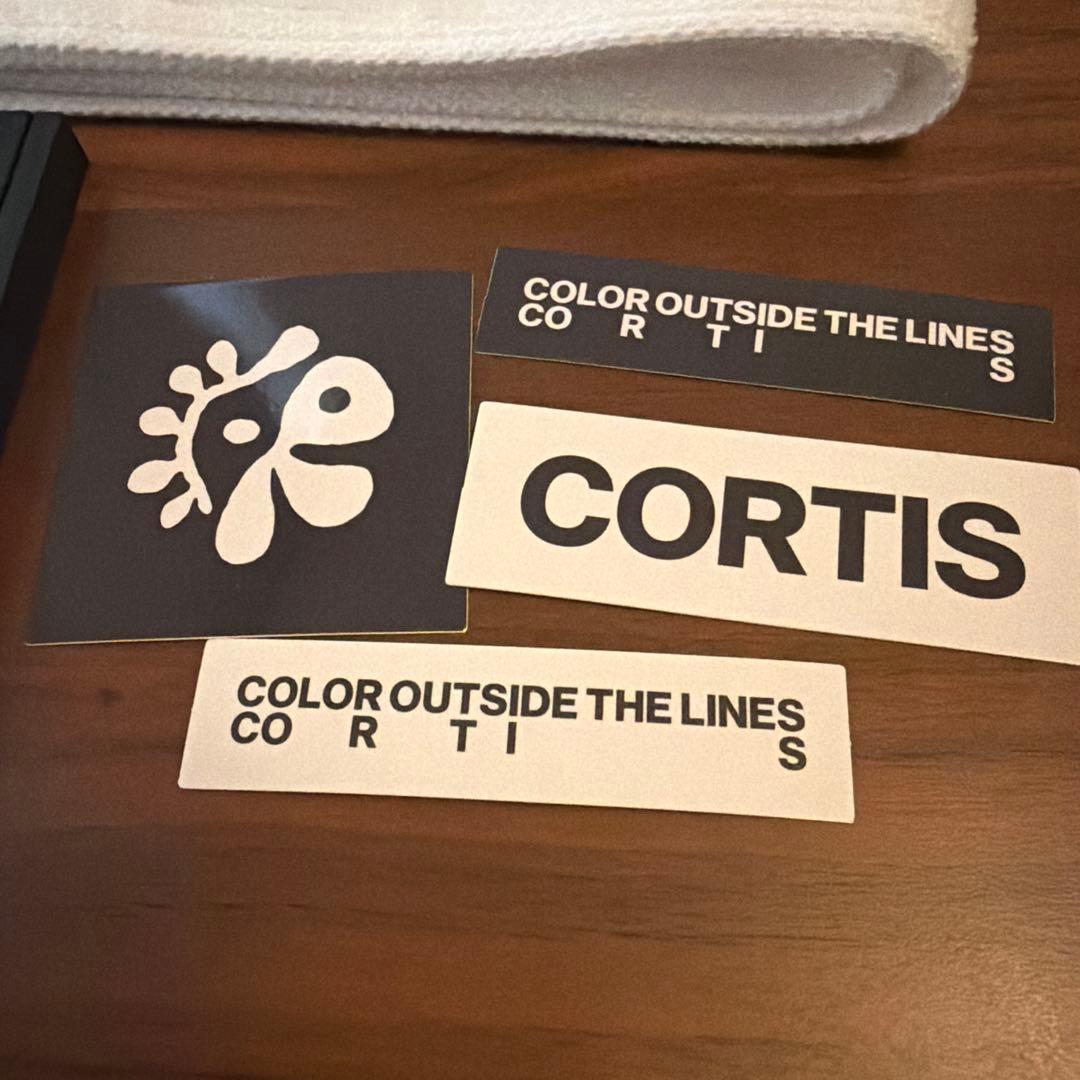 COLOR OUTSIDE THE LINES
CO R T I S
CORTIS
COLOR OUTSIDE THE LINES
CO R T I S